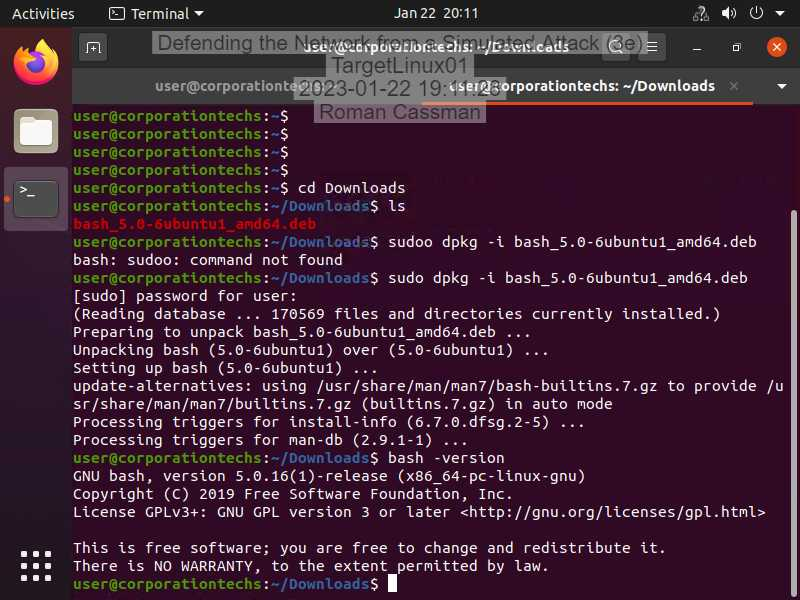 Activities Terminal Jan 22 20:11
Defending the Network from a Simulated Attack (3e)
user@corporationtechs: ~/Downloads
TargetLinux01
2023-01-22 19:11:26
Roman Cassman
user@corporationtechs:
user@corporationtechs: ~/Downloads
user@corporationtechs:~$
user@corporationtechs:~$
user@corporationtechs:~$
user@corporationtechs:~$
user@corporationtechs:~$ cd Downloads
user@corporationtechs:~/Downloads$ ls
bash_5.0-6ubuntu1_amd64.deb
user@corporationtechs:~/Downloads$ sudoo dpkg -i bash_5.0-6ubuntu1_amd64.deb
bash: sudoo: command not found
user@corporationtechs:~/Downloads$ sudo dpkg -i bash_5.0-6ubuntu1_amd64.deb
[sudo] password for user:
(Reading database ... 170569 files and directories currently installed.)
Preparing to unpack bash_5.0-6ubuntu1_amd64.deb ...
Unpacking bash (5.0-6ubuntu1) over (5.0-6ubuntu1) ...
Setting up bash (5.0-6ubuntu1) ...
update-alternatives: using /usr/share/man/man7/bash-builtins.7.gz to provide /u
sr/share/man/man7/builtins.7.gz (builtins.7.gz) in auto mode
Processing triggers for install-info (6.7.0.dfsg.2-5) ...
Processing triggers for man-db (2.9.1-1) ...
user@corporationtechs:~/Downloads$ bash -version
GNU bash, version 5.0.16(1)-release (x86_64-pc-linux-gnu)
Copyright (C) 2019 Free Software Foundation, Inc.
License GPLv3+: GNU GPL version 3 or later <http://gnu.org/licenses/gpl.html>

This is free software; you are free to change and redistribute it.
There is NO WARRANTY, to the extent permitted by law.
user@corporationtechs:~/Downloads$